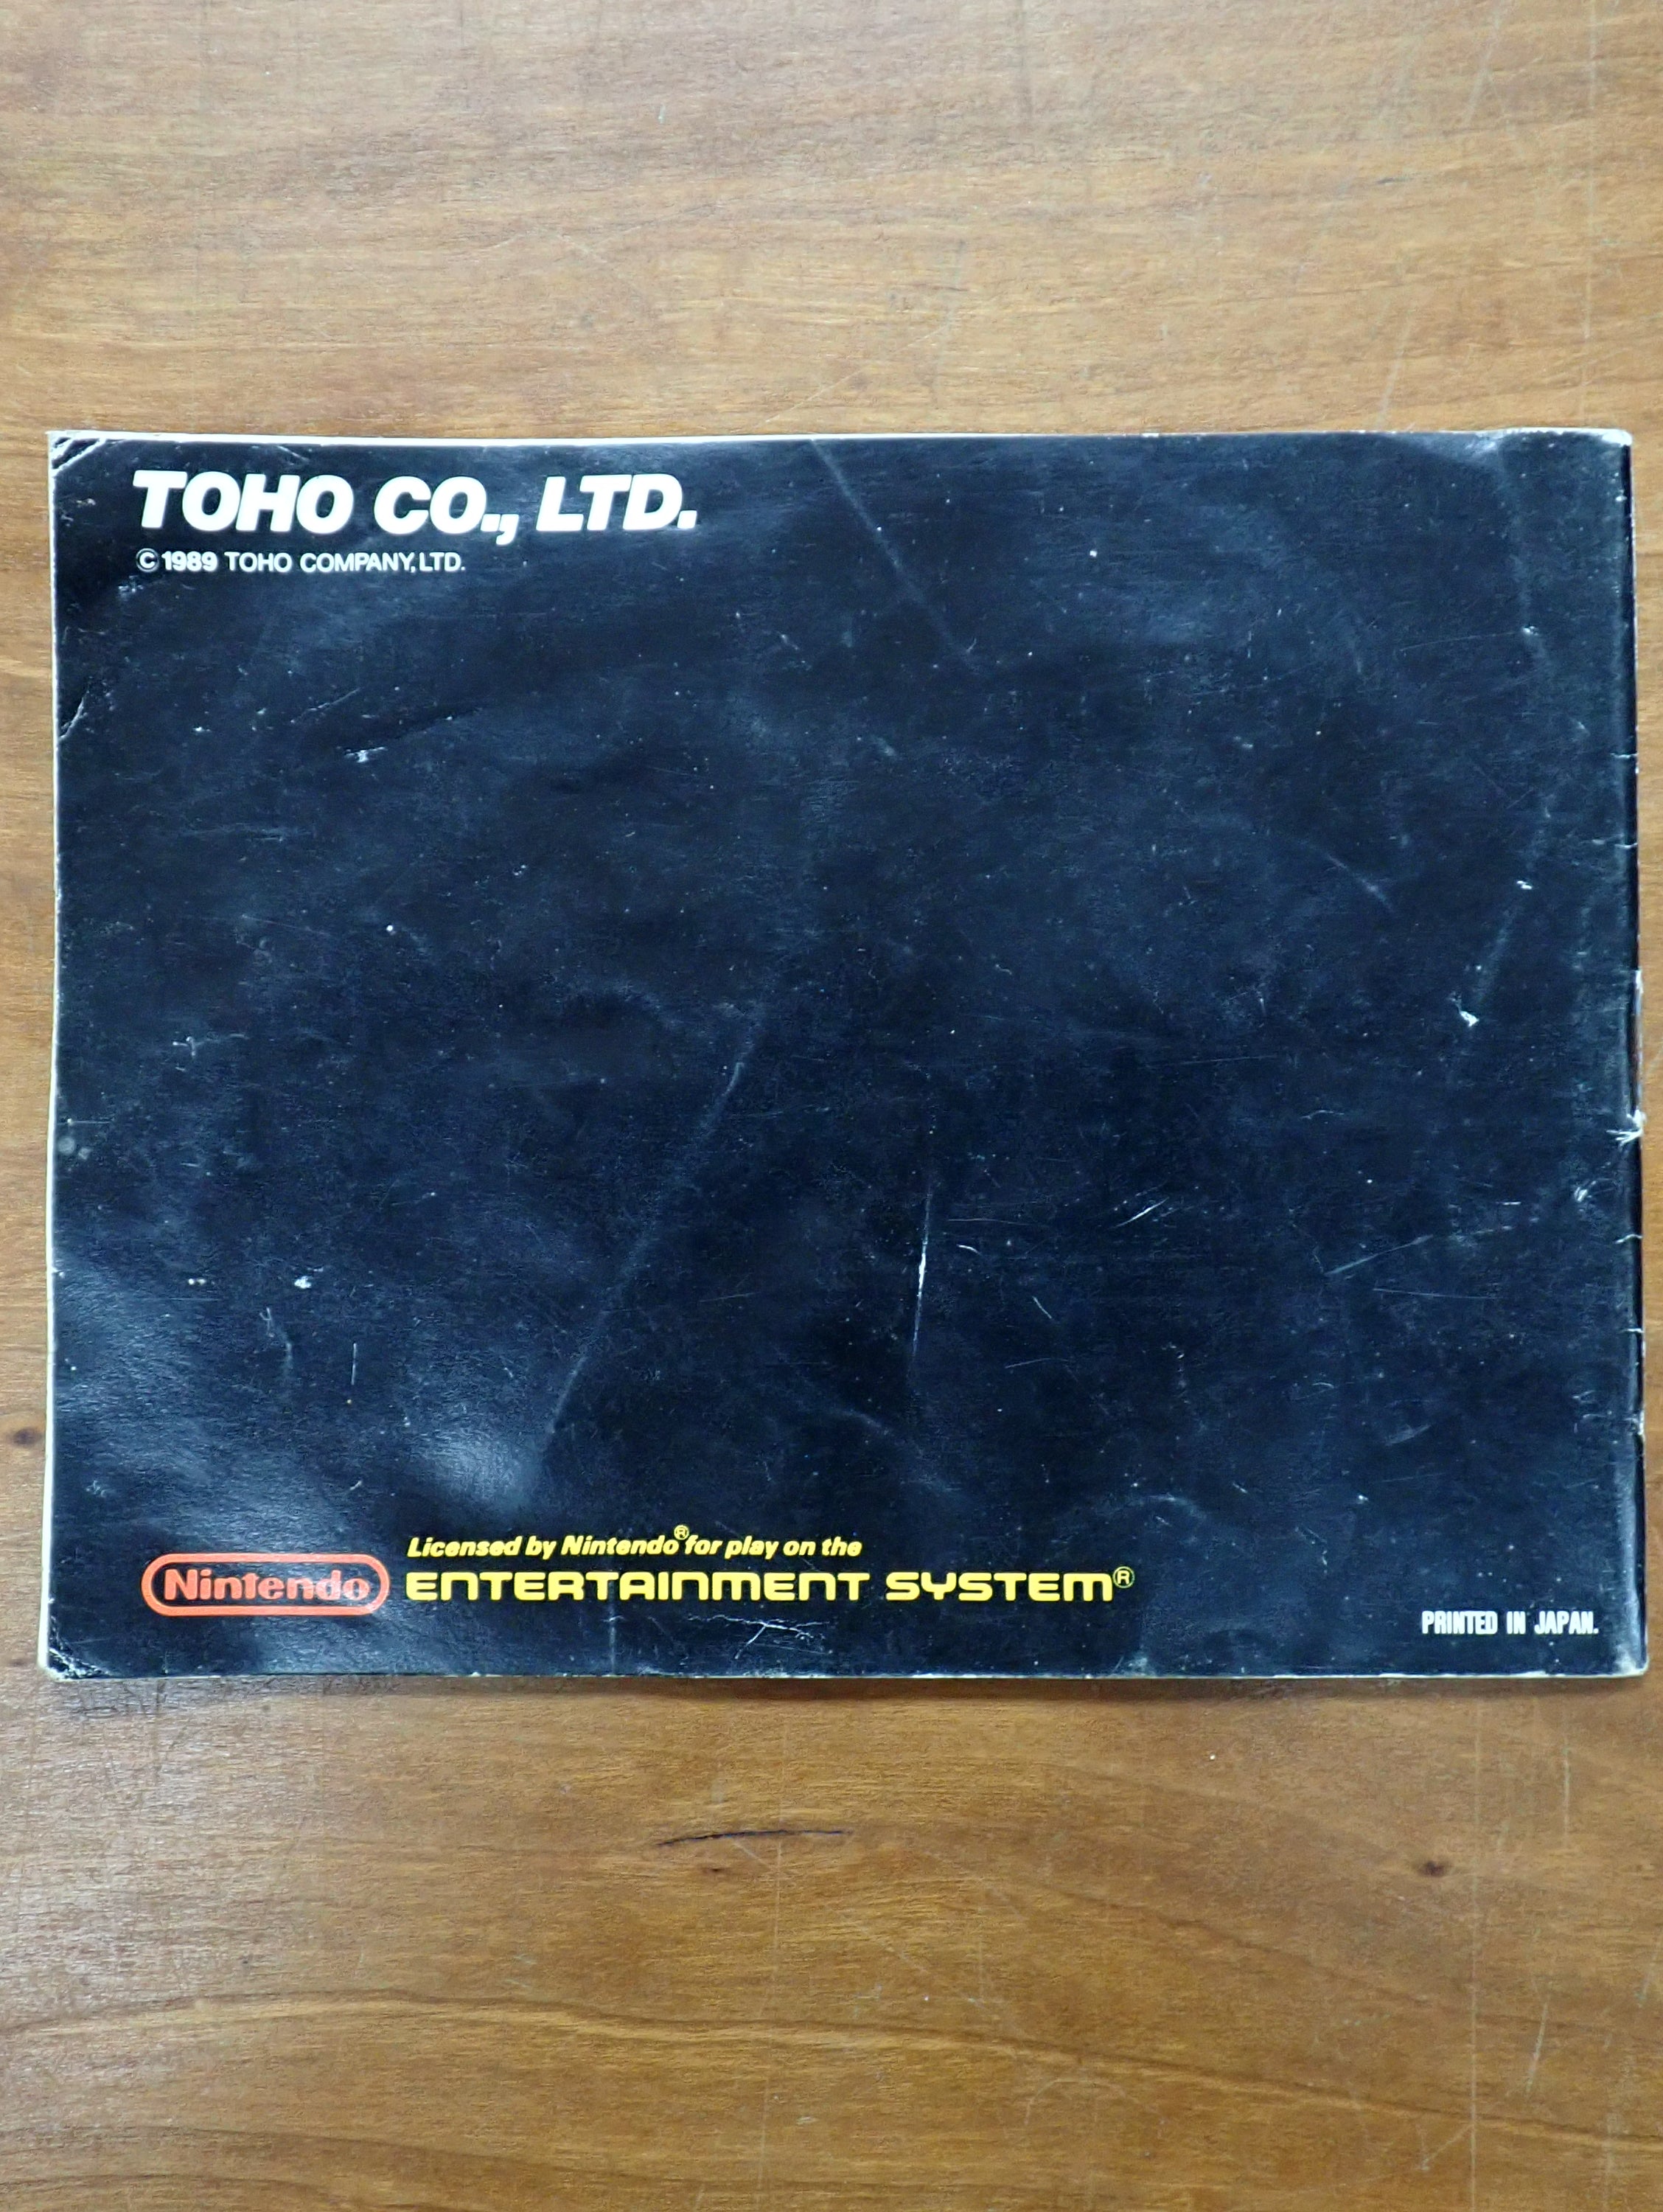 TOHO CO., LTD.
© 1989 TOHO COMPANY, LTD.
Licensed by Nintendo® for play on the
Nintendo ENTERTAINMENT SYSTEM®
PRINTED IN JAPAN.